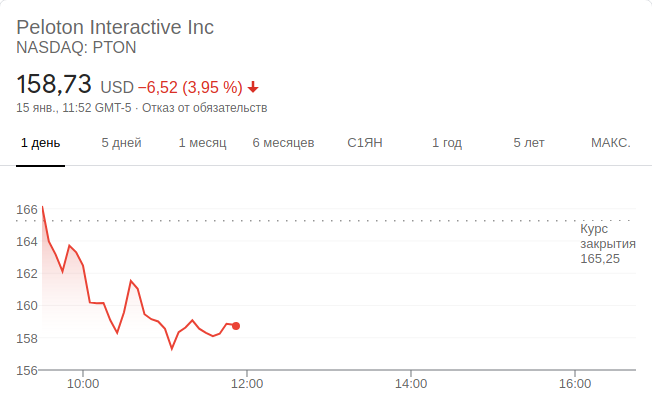 Peloton Interactive Inc
NASDAQ: PTON
158,73 USD −6,52 (3,95 %)
15 янв., 11:52 GMT-5 · Отказ от обязательств
1 день 5 дней 1 месяц 6 месяцев С1ЯН 1 год 5 лет МАКС.
166
Курс
закрытия
165,25
164
162
160
158
156
10:00 12:00 14:00 16:00